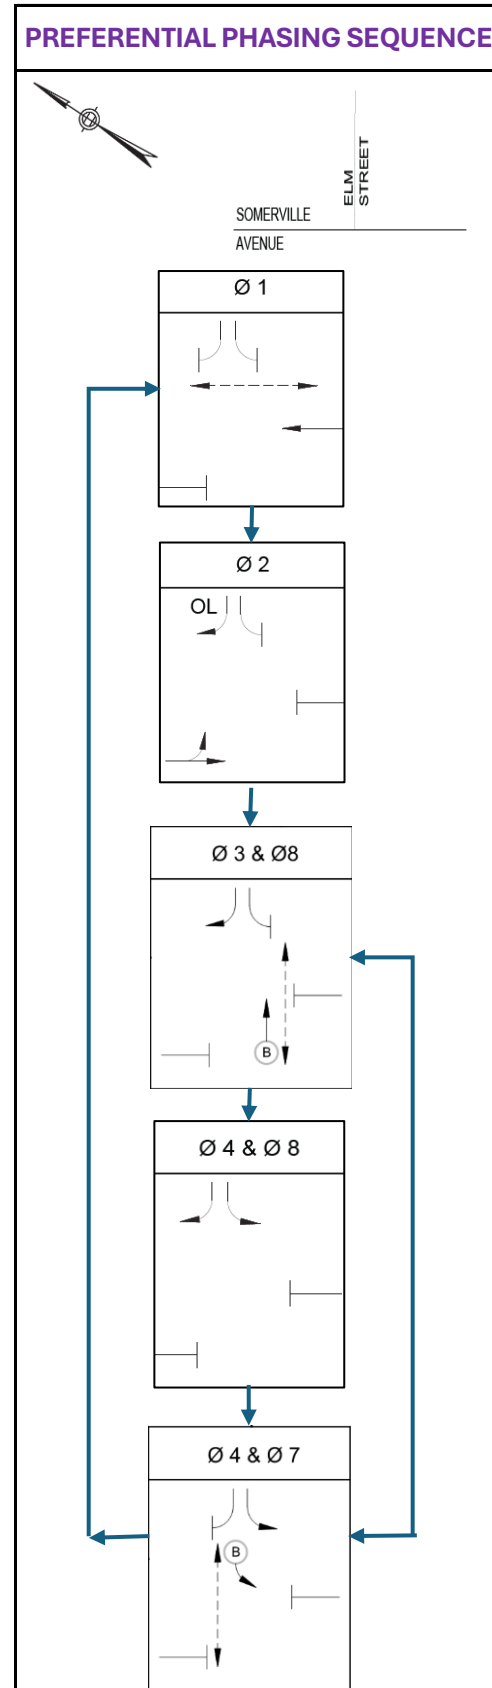 PREFERENTIAL PHASING SEQUENCE
ELM
STREET
SOMERVILLE
AVENUE
Ø 1
Ø 2
OL
Ø 3 & Ø8
B
Ø 4 & Ø 8
Ø 4 & Ø 7
B